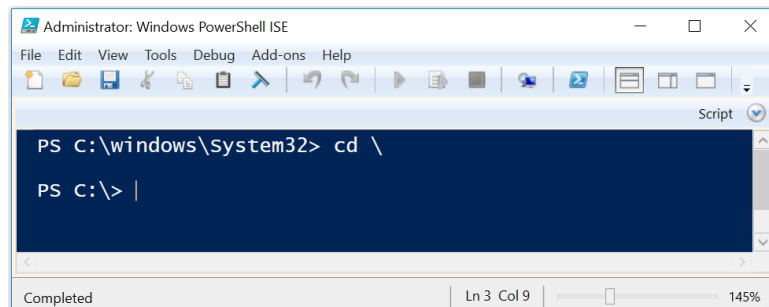 Administrator: Windows PowerShell ISE
File Edit View Tools Debug Add-ons Help
Script
PS C:\windows\System32> cd \
PS C:\>
Completed
Ln 3 Col 9
145%